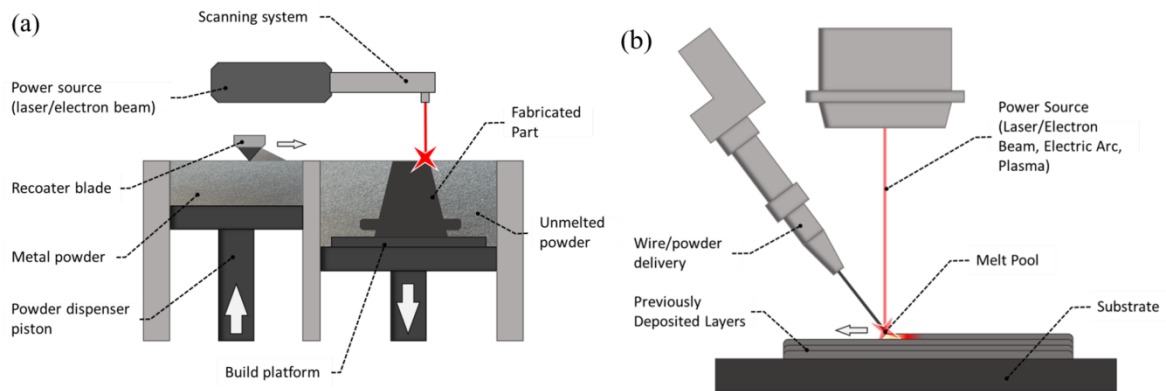 (a)
Scanning system
Power source
(laser/electron beam)
Fabricated
Part
Recoater blade
Metal powder
Unmelted
powder
Powder dispenser
piston
Build platform
(b)
Power Source
(Laser/Electron
Beam, Electric Arc,
Plasma)
Wire/powder
delivery
Melt Pool
Previously
Deposited Layers
Substrate